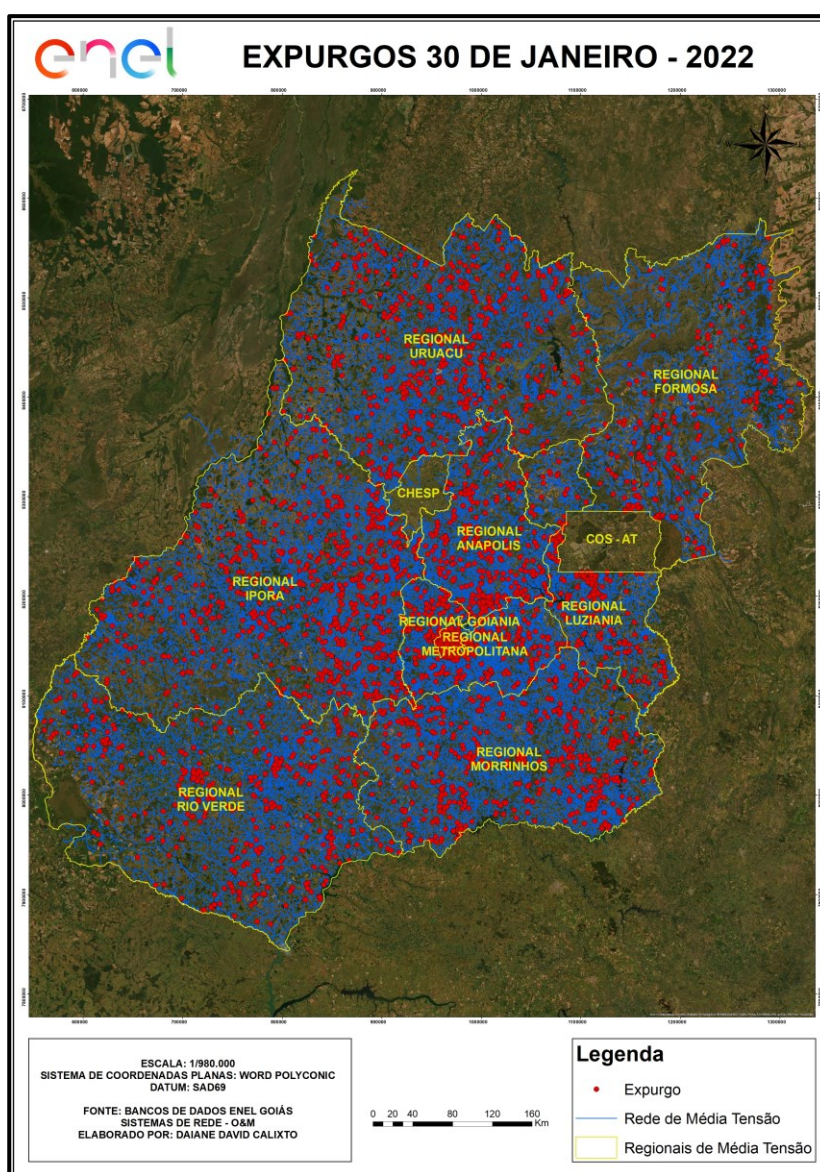 enel
EXPURGOS 30 DE JANEIRO - 2022
REGIONAL
URUACU
REGIONAL
FORMOSA
CHESP
REGIONAL
ANAPOLIS
COS - AT
REGIONAL
IPORA
REGIONAL GOIANIA
REGIONAL
METROPOLITANA
REGIONAL
LUZIANIA
REGIONAL
MORRINHOS
REGIONAL
RIO VERDE
ESCALA: 1/980.000
SISTEMA DE COORDENADAS PLANAS: WORD POLYCONIC
DATUM: SAD69
FONTE: BANCOS DE DADOS ENEL GOIÁS
SISTEMAS DE REDE - O&M
ELABORADO POR: DAIANE DAVID CALIXTO
0 20 40 80 120 160
Km
Legenda
Expurgo
Rede de Média Tensão
Regionais de Média Tensão